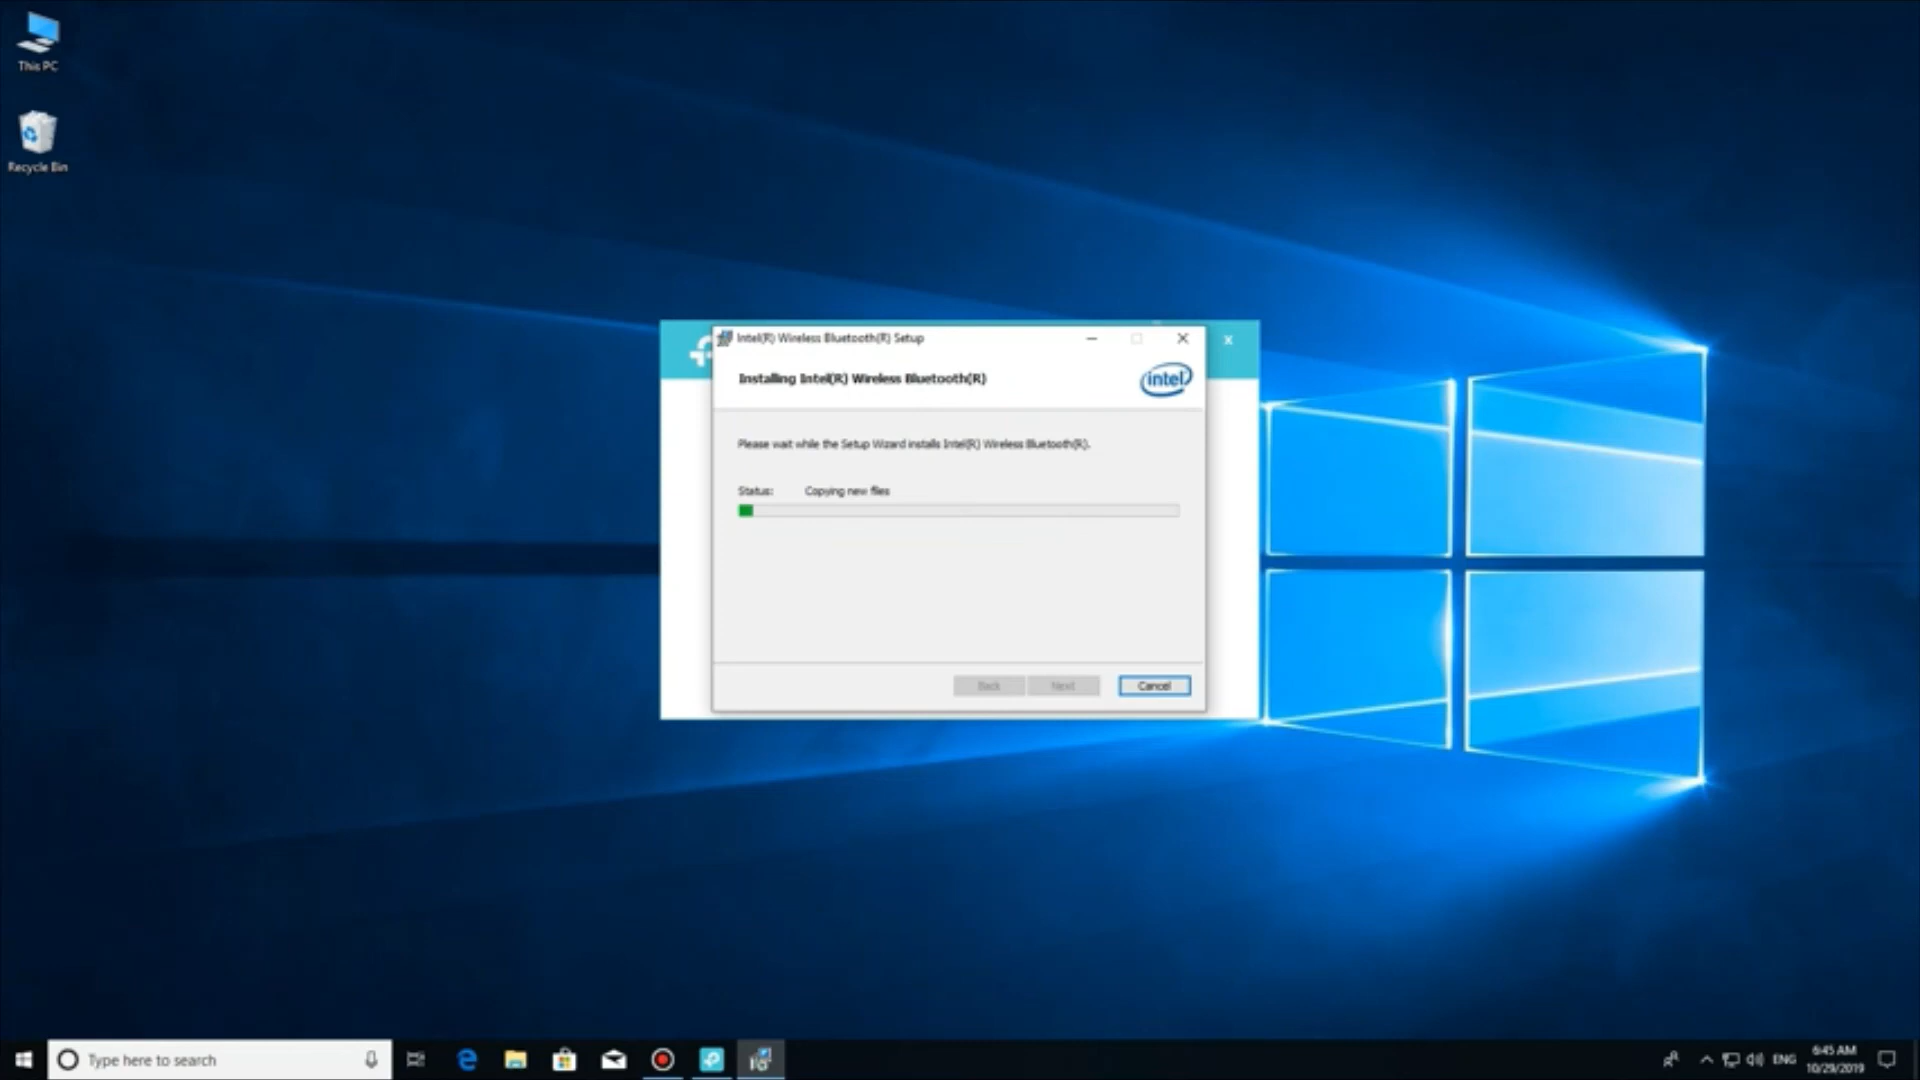 This PC
Recycle Bin
Intel(R) Wireless Bluetooth(R) Setup
Installing Intel(R) Wireless Bluetooth(R)
intel
Please wait while the Setup Wizard installs Intel(R) Wireless Bluetooth(R).
Status: Copying new files
Back Next Cancel
Type here to search
ENG
6:45 AM
10/29/2019